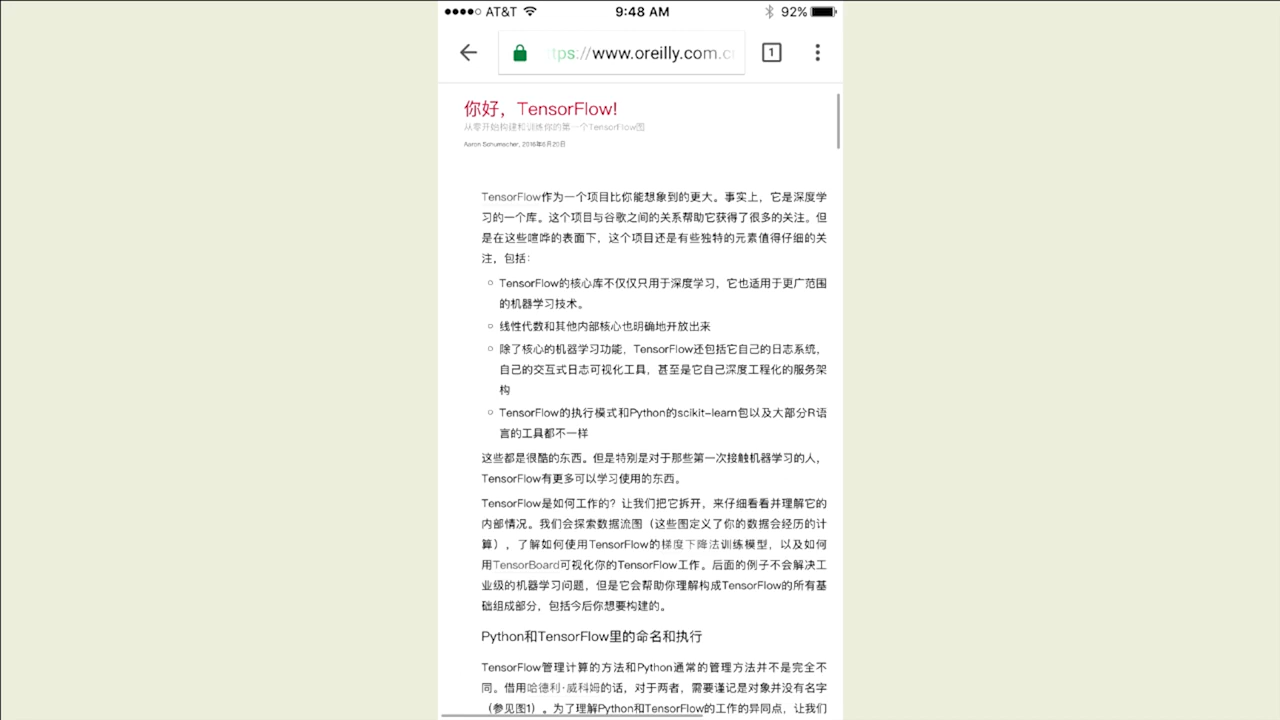 AT&T
9:48 AM
92%
tps://www.oreilly.com.c
1
你好，TensorFlow!
从零开始构建和训练你的第一个TensorFlow图
Aaron Schumacher, 2016年6月20日
TensorFlow作为一个项目比你能想象到的更大。事实上，它是深度学
习的一个库。这个项目与谷歌之间的关系帮助它获得了很多的关注。但
是在这些喧哗的表面下，这个项目还是有些独特的元素值得仔细的关
注，包括：
TensorFlow的核心库不仅仅只用于深度学习，它也适用于更广范围
的机器学习技术。
线性代数和其他内部核心也明确地开放出来
除了核心的机器学习功能，TensorFlow还包括它自己的日志系统，
自己的交互式日志可视化工具，甚至是它自己深度工程化的服务架
构
TensorFlow的执行模式和Python的scikit-learn包以及大部分R语
言的工具都不一样
这些都是很酷的东西。但是特别是对于那些第一次接触机器学习的人，
TensorFlow有更多可以学习使用的东西。
TensorFlow是如何工作的？让我们把它拆开，来仔细看看并理解它的
内部情况。我们会探索数据流图（这些图定义了你的数据会经历的计
算），了解如何使用TensorFlow的梯度下降法训练模型，以及如何
用TensorBoard可视化你的TensorFlow工作。后面的例子不会解决工
业级的机器学习问题，但是它会帮助你理解构成TensorFlow的所有基
础组成部分，包括今后你想要构建的。
Python和TensorFlow里的命名和执行
TensorFlow管理计算的方法和Python通常的管理方法并不是完全不
同。借用哈德利·威科姆的话，对于两者，需要谨记是对象并没有名字
（参见图1）。为了理解Python和TensorFlow的工作的异同点，让我们